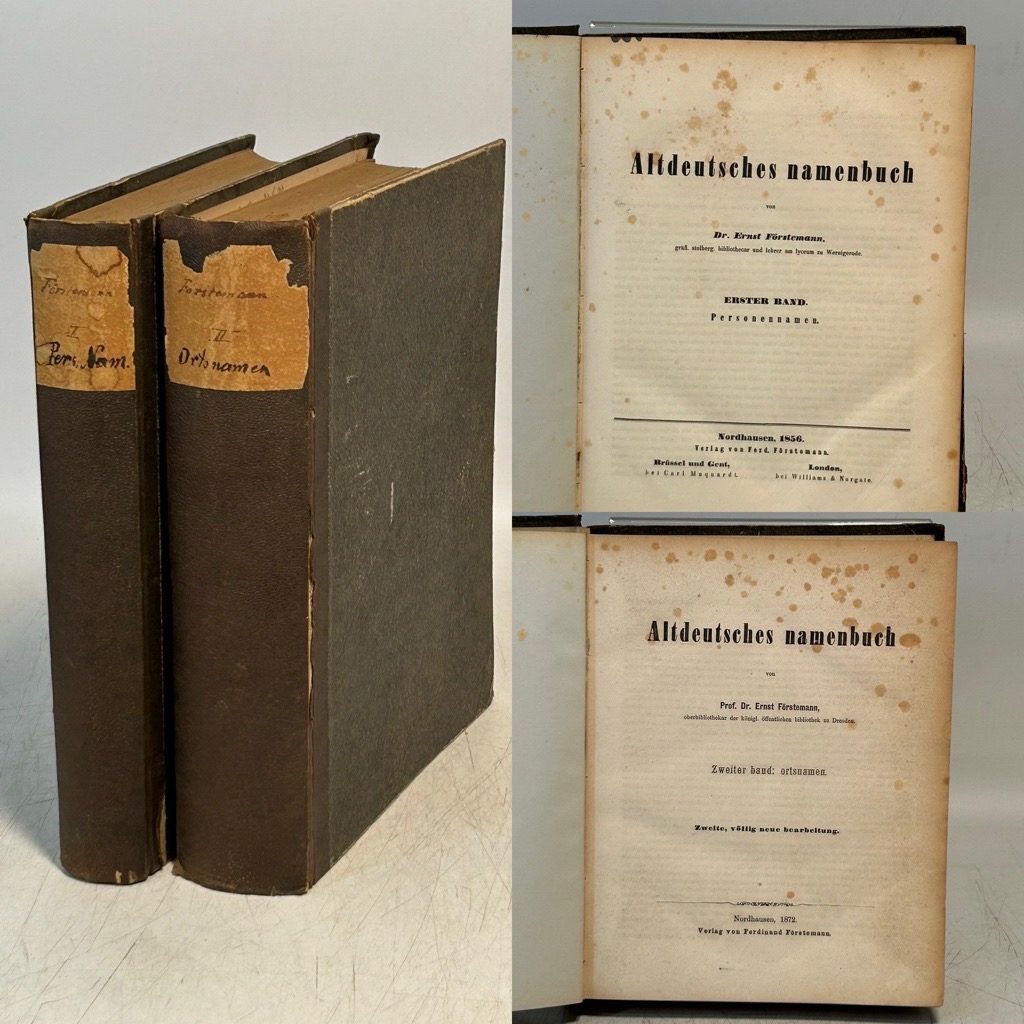 Förstemann
I
Pers. Nam.
Förstemann
II
Ortsnamen
Altdeutsches namenbuch
von
Dr. Ernst Förstemann,
gräfl. stolberg. bibliothecar und lehrer am lyceum zu Wernigerode.
ERSTER BAND.
Personennamen.
Nordhausen, 1856.
Verlag von Ferd. Förstemann.
Brüssel und Gent,
bei Carl Muquardt.
London,
bei Williams & Norgate.
Altdeutsches namenbuch
von
Prof. Dr. Ernst Förstemann,
oberbibliothekar der königl. öffentlichen bibliothek zu Dresden.
Zweiter band: ortsnamen.
Zweite, völlig neue bearbeitung.
Nordhausen, 1872.
Verlag von Ferdinand Förstemann.